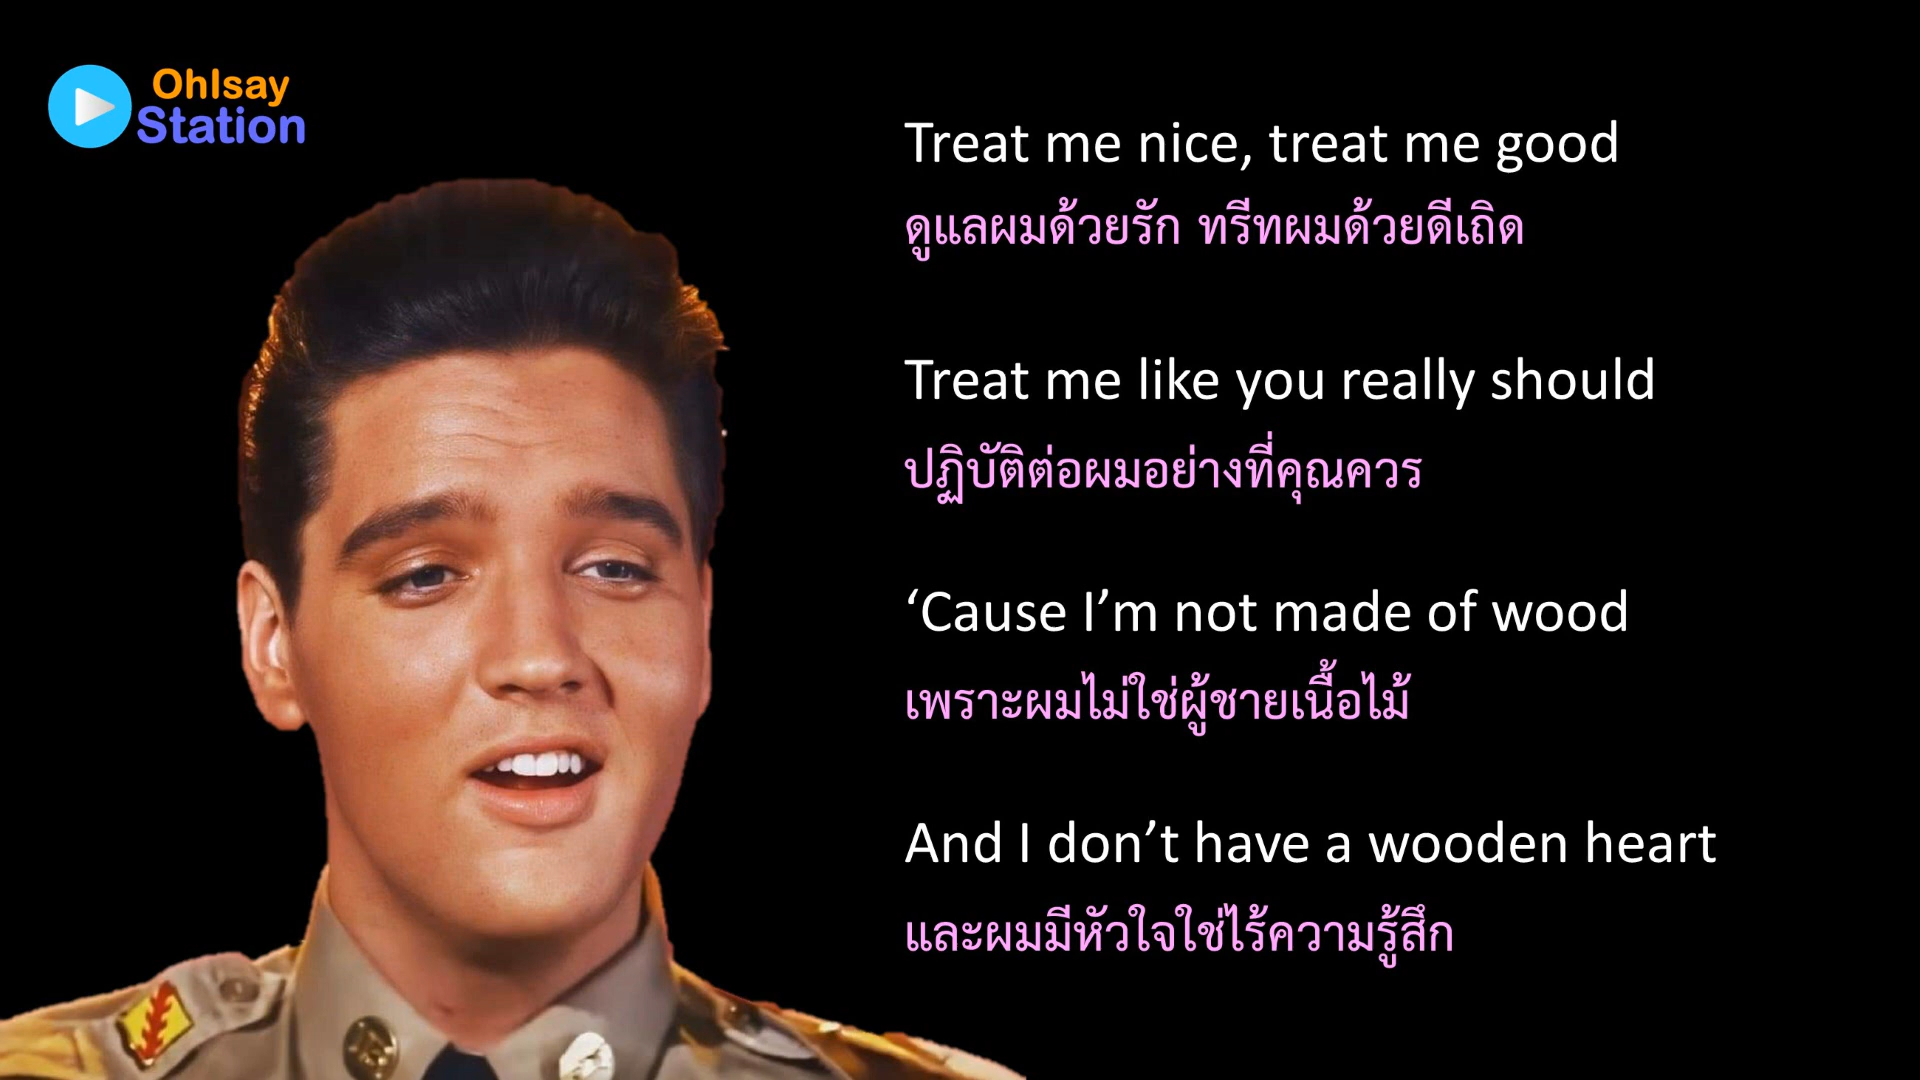 Ohlsay
Station
Treat me nice, treat me good
ดูแลผมด้วยรัก ทรีทผมด้วยดีเถิด
Treat me like you really should
ปฏิบัติต่อผมอย่างที่คุณควร
‘Cause I’m not made of wood
เพราะผมไม่ใช่ผู้ชายเนื้อไม้
And I don’t have a wooden heart
และผมมีหัวใจใช่ไร้ความรู้สึก